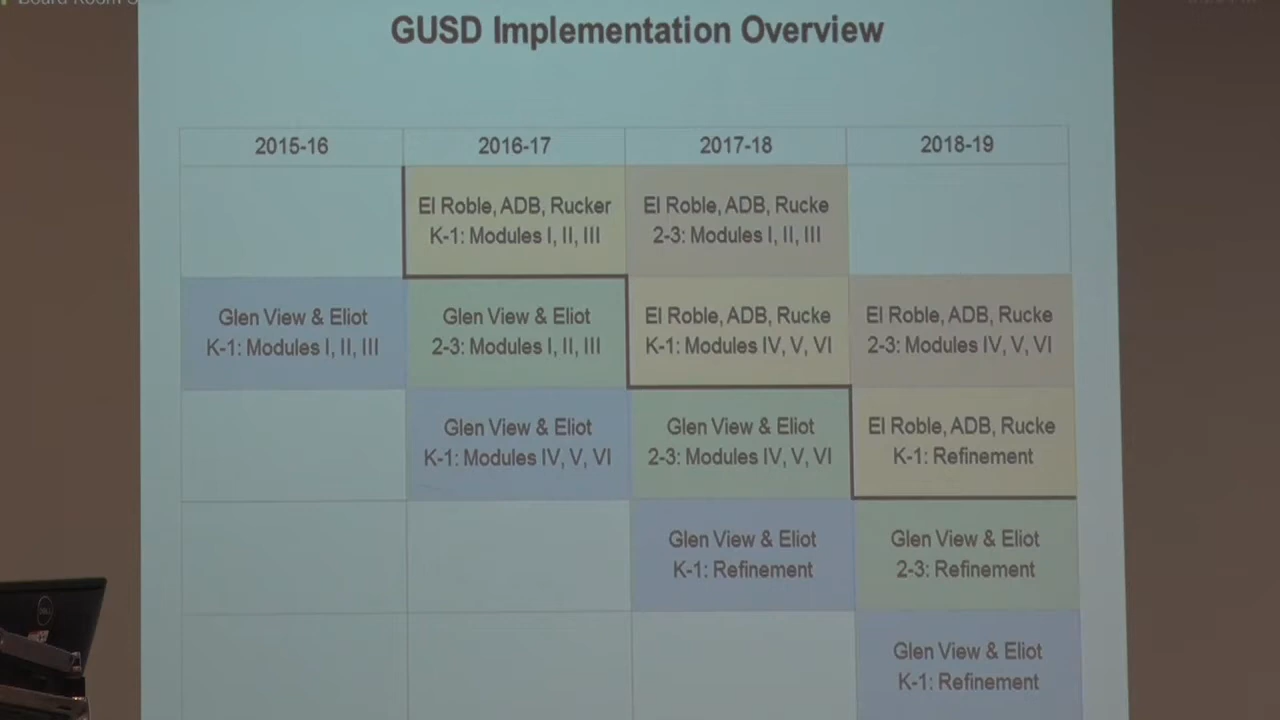 Board Room
GUSD Implementation Overview
2015-16 2016-17 2017-18 2018-19
El Roble, ADB, Rucker
K-1: Modules I, II, III
El Roble, ADB, Rucke
2-3: Modules I, II, III
Glen View & Eliot
K-1: Modules I, II, III
Glen View & Eliot
2-3: Modules I, II, III
El Roble, ADB, Rucke
K-1: Modules IV, V, VI
El Roble, ADB, Rucke
2-3: Modules IV, V, VI
Glen View & Eliot
K-1: Modules IV, V, VI
Glen View & Eliot
2-3: Modules IV, V, VI
El Roble, ADB, Rucke
K-1: Refinement
Glen View & Eliot
K-1: Refinement
Glen View & Eliot
2-3: Refinement
Glen View & Eliot
K-1: Refinement
DELL